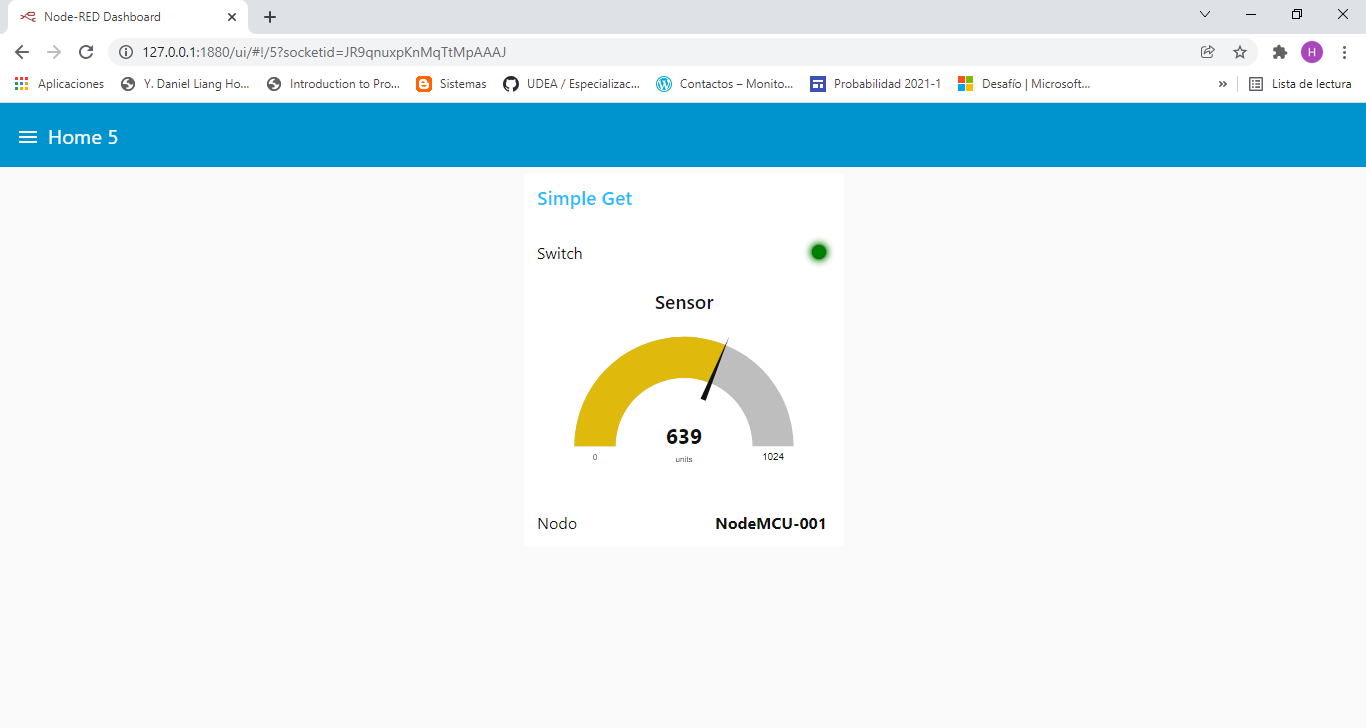 Node-RED Dashboard
127.0.0.1:1880/ui/#!/5?socketid=JR9qnuxpKnMqTtMpAAAJ
H
Aplicaciones Y. Daniel Liang Ho... Introduction to Pro... Sistemas UDEA / Especializac... Contactos – Monito... Probabilidad 2021-1 Desafío | Microsoft... » Lista de lectura
Home 5
Simple Get
Switch
Sensor
639
0 units 1024
Nodo NodeMCU-001